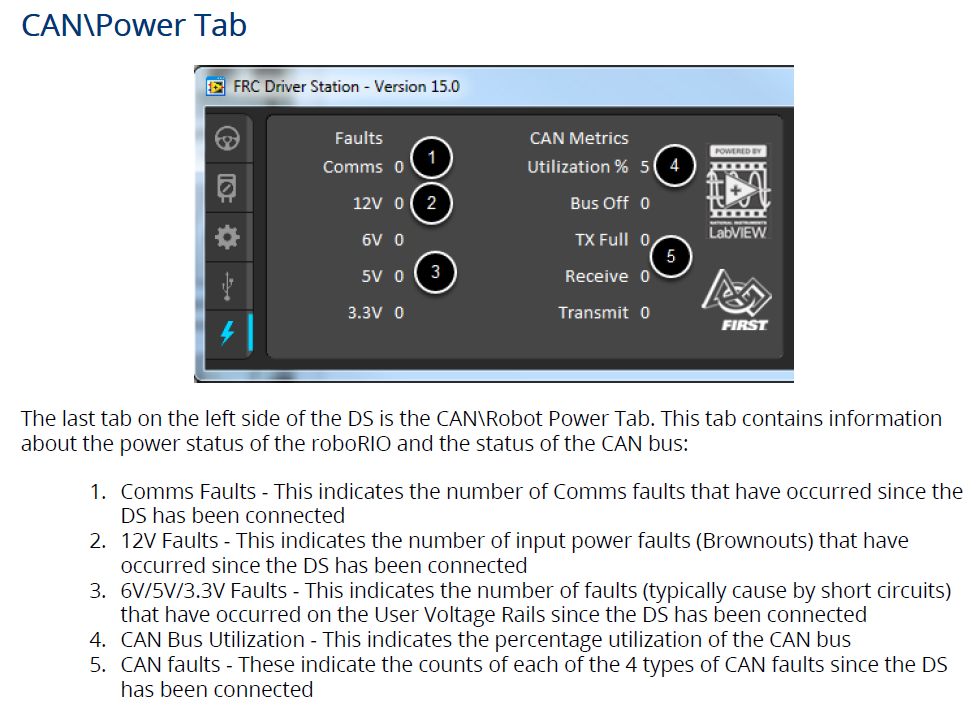 CAN\Power Tab
FRC Driver Station - Version 15.0
Faults
Comms 0
1
12V 0
2
6V 0
5V 0
3
3.3V 0
CAN Metrics
Utilization % 5
4
Bus Off 0
TX Full 0
5
Receive 0
Transmit 0
POWERED BY
NATIONAL INSTRUMENTS
LabVIEW
FIRST
The last tab on the left side of the DS is the CAN\Robot Power Tab. This tab contains information
about the power status of the roboRIO and the status of the CAN bus:
1. Comms Faults - This indicates the number of Comms faults that have occurred since the
DS has been connected
2. 12V Faults - This indicates the number of input power faults (Brownouts) that have
occurred since the DS has been connected
3. 6V/5V/3.3V Faults - This indicates the number of faults (typically cause by short circuits)
that have occurred on the User Voltage Rails since the DS has been connected
4. CAN Bus Utilization - This indicates the percentage utilization of the CAN bus
5. CAN faults - These indicate the counts of each of the 4 types of CAN faults since the DS
has been connected